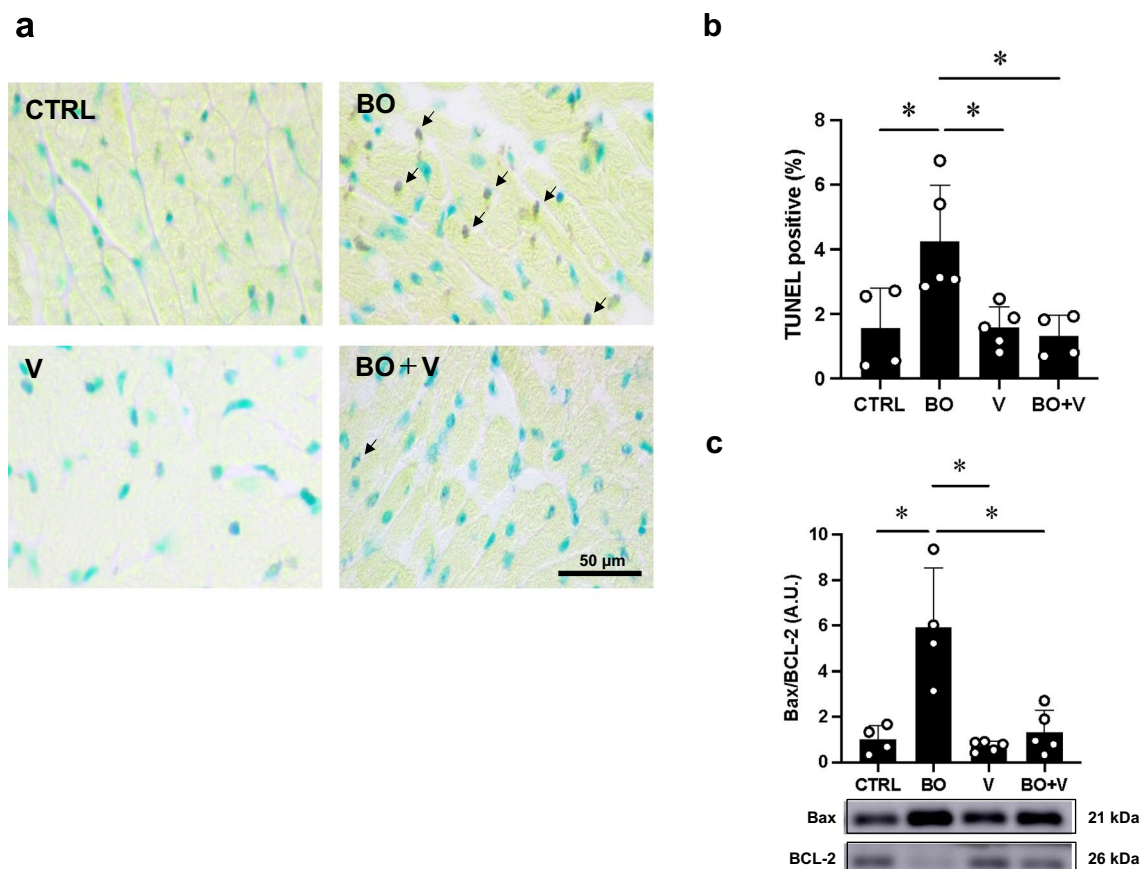 a
CTRL
BO
V
BO+V
50 µm
b
*
* *
TUNEL positive (%)
8
6
4
2
0
CTRL BO V BO+V
c
*
* *
Bax/BCL-2 (A.U.)
10
8
6
4
2
0
CTRL BO V BO+V
Bax 21 kDa
BCL-2 26 kDa